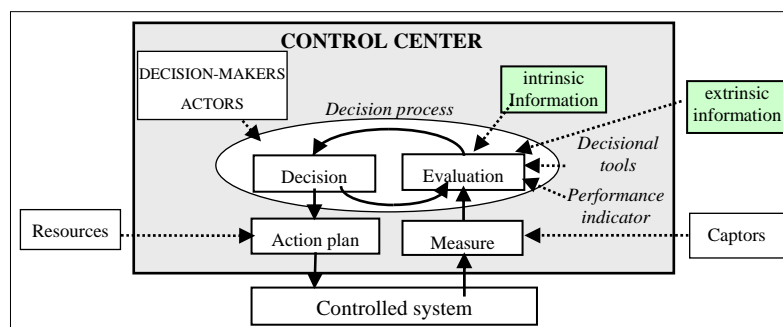 CONTROL CENTER
DECISION-MAKERS
ACTORS
intrinsic
Information
extrinsic
information
Decision process
Decisional
tools
Decision
Evaluation
Performance
indicator
Resources
Action plan
Measure
Captors
Controlled system